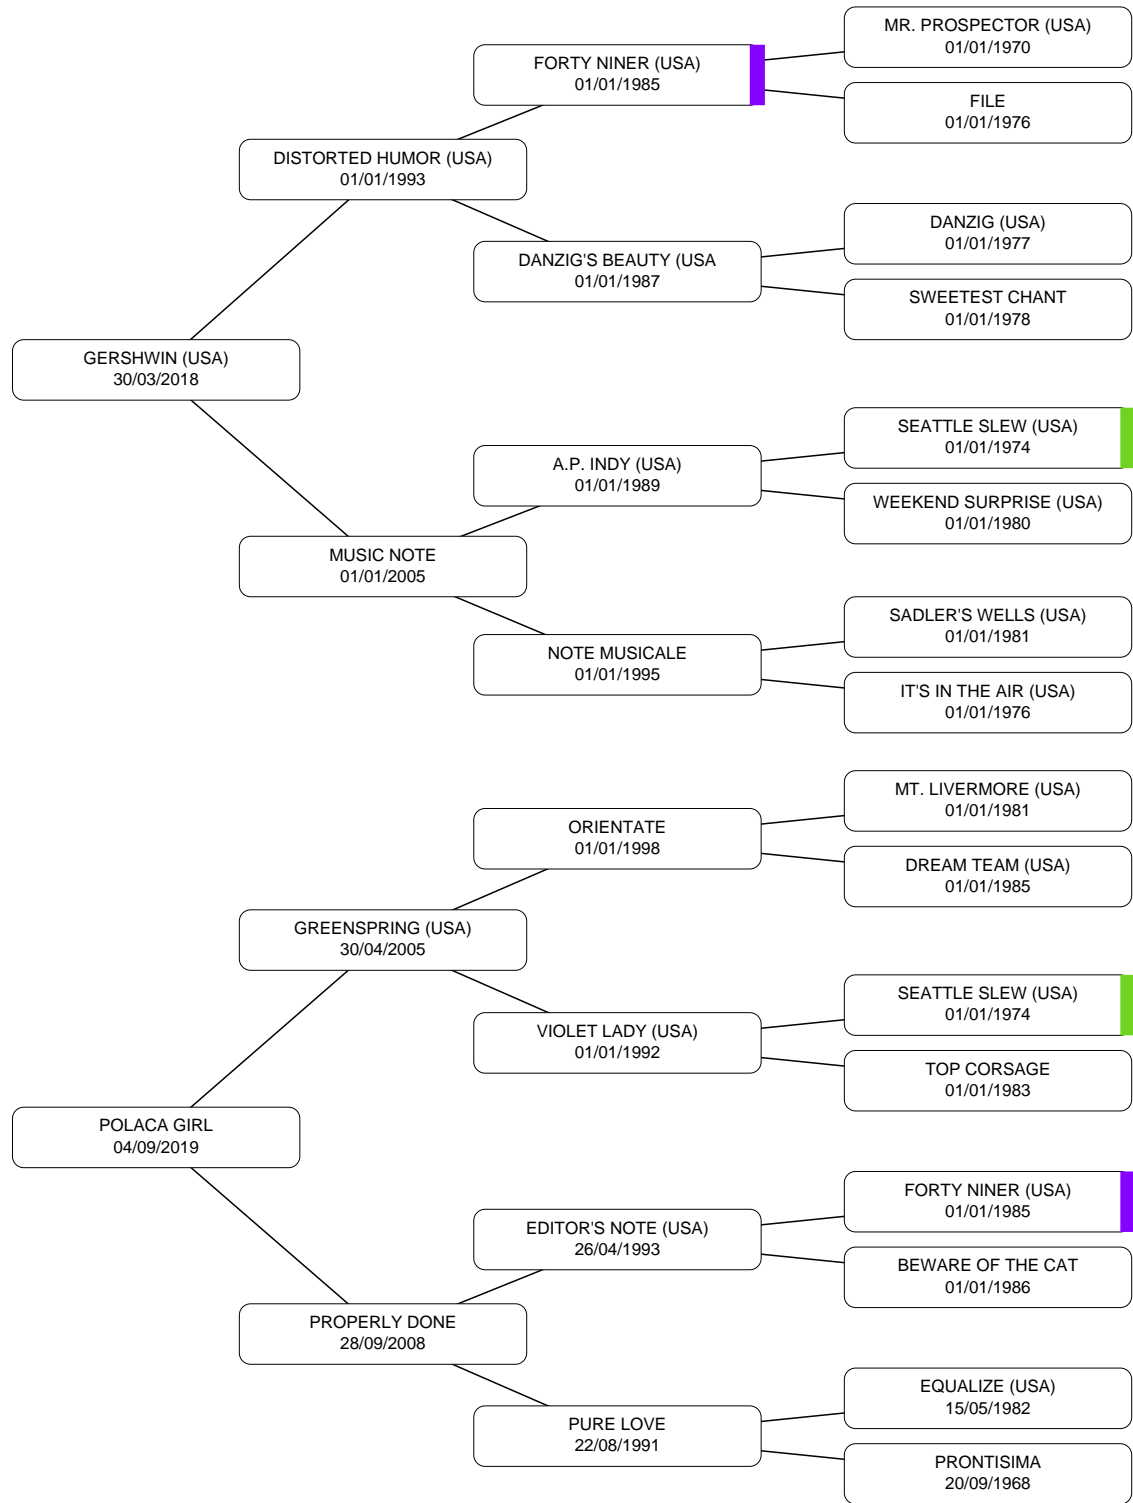 MR. PROSPECTOR (USA)
01/01/1970
FORTY NINER (USA)
01/01/1985
FILE
01/01/1976
DISTORTED HUMOR (USA)
01/01/1993
DANZIG (USA)
01/01/1977
DANZIG'S BEAUTY (USA
01/01/1987
SWEETEST CHANT
01/01/1978
GERSHWIN (USA)
30/03/2018
SEATTLE SLEW (USA)
01/01/1974
A.P. INDY (USA)
01/01/1989
WEEKEND SURPRISE (USA)
01/01/1980
MUSIC NOTE
01/01/2005
SADLER'S WELLS (USA)
01/01/1981
NOTE MUSICALE
01/01/1995
IT'S IN THE AIR (USA)
01/01/1976
MT. LIVERMORE (USA)
01/01/1981
ORIENTATE
01/01/1998
DREAM TEAM (USA)
01/01/1985
GREENSPRING (USA)
30/04/2005
SEATTLE SLEW (USA)
01/01/1974
VIOLET LADY (USA)
01/01/1992
TOP CORSAGE
01/01/1983
POLACA GIRL
04/09/2019
FORTY NINER (USA)
01/01/1985
EDITOR'S NOTE (USA)
26/04/1993
BEWARE OF THE CAT
01/01/1986
PROPERLY DONE
28/09/2008
EQUALIZE (USA)
15/05/1982
PURE LOVE
22/08/1991
PRONTISIMA
20/09/1968